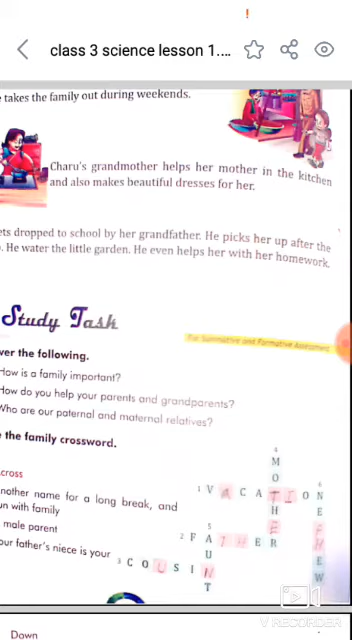 class 3 science lesson 1....
takes the family out during weekends.
Charu's grandmother helps her mother in the kitchen
and also makes beautiful dresses for her.
ets dropped to school by her grandfather. He picks her up after the
. He water the little garden. He even helps her with her homework.
Study Task
For Summative and Formative Assessment
ver the following.
How is a family important?
How do you help your parents and grandparents?
Who are our paternal and maternal relatives?
the family crossword.
cross
nother name for a long break, and
un with family
male parent
our father's niece is your
1 V A C A T I O N
2 F A T H E R
3 C O U S I N
4 M O T H E R
5 A U N T
6 N E P H E W
V RECORDER
Down